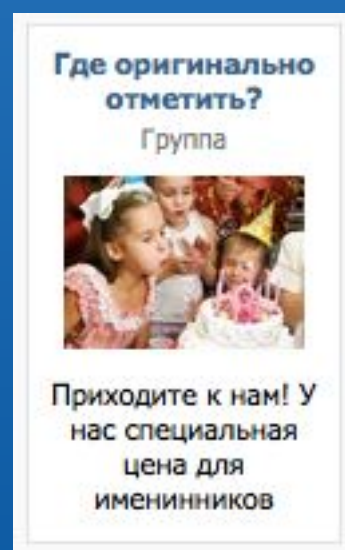 Где оригинально
отметить?
Группа
Приходите к нам! У
нас специальная
цена для
именинников